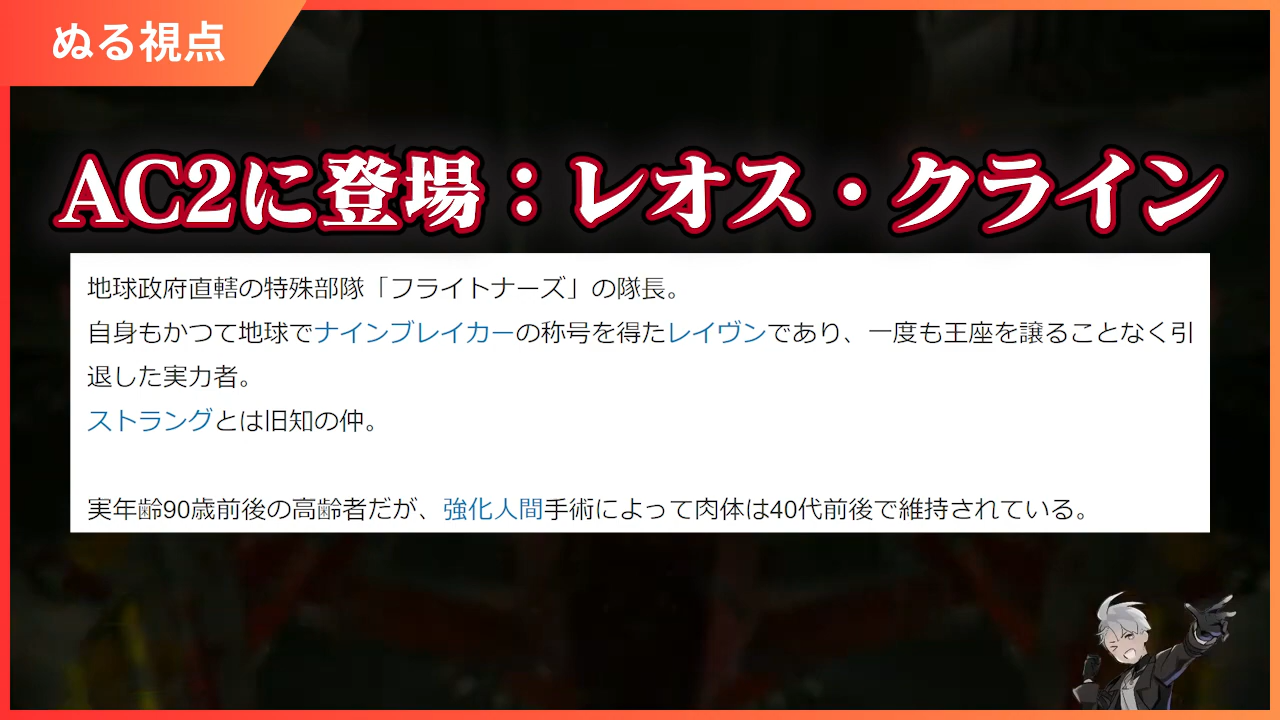 ぬる視点
AC2に登場：レオス・クライン
地球政府直轄の特殊部隊「フライトナーズ」の隊長。
自身もかつて地球でナインブレイカーの称号を得たレイヴンであり、一度も王座を譲ることなく引
退した実力者。
ストラングとは旧知の仲。
実年齢90歳前後の高齢者だが、強化人間手術によって肉体は40代前後で維持されている。